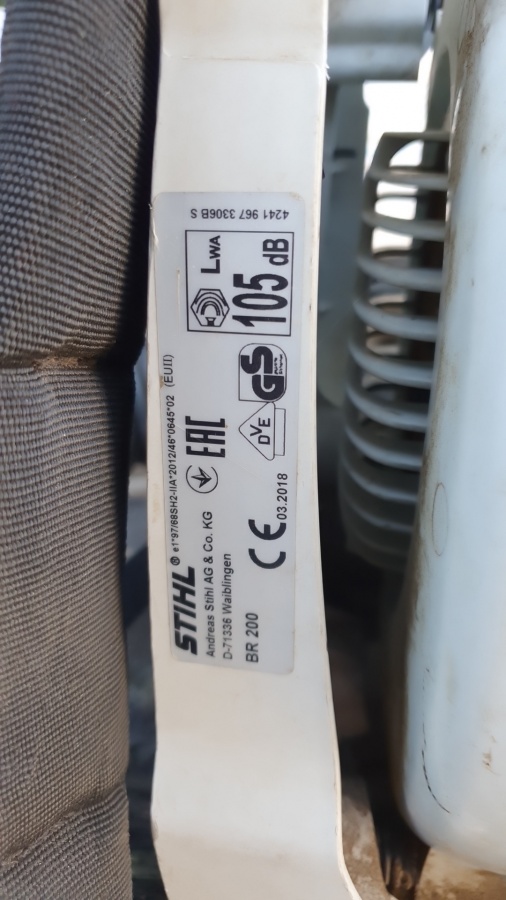 STIHL ® e1*97/68SH2-IIA*2012/46*0645*02 (EUII)
Andreas Stihl AG & Co. KG
D-71336 Waiblingen
BR 200
EAC
CE 03.2018
DVE
GS
LWA
105 dB
4241 967 3306B S